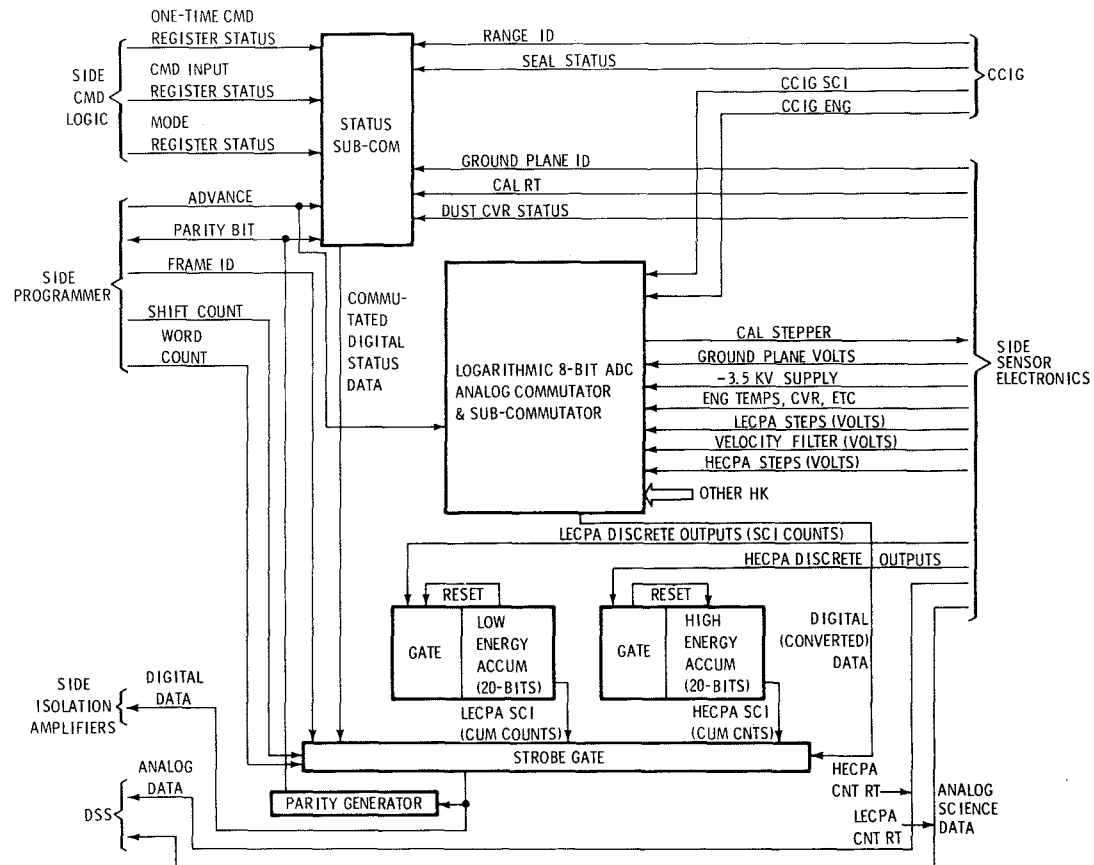 ONE-TIME CMD
REGISTER STATUS
CMD INPUT
REGISTER STATUS
MODE
REGISTER STATUS
SIDE
CMD
LOGIC
STATUS
SUB-COM
RANGE ID
SEAL STATUS
CCIG SCI
CCIG ENG
CCIG
GROUND PLANE ID
CAL RT
DUST CVR STATUS
ADVANCE
PARITY BIT
FRAME ID
SHIFT COUNT
WORD
COUNT
SIDE
PROGRAMMER
COMMU-
TATED
DIGITAL
STATUS
DATA
LOGARITHMIC 8-BIT ADC
ANALOG COMMUTATOR
& SUB-COMMUTATOR
CAL STEPPER
GROUND PLANE VOLTS
-3.5 KV SUPPLY
ENG TEMPS, CVR, ETC
LECPA STEPS (VOLTS)
VELOCITY FILTER (VOLTS)
HECPA STEPS (VOLTS)
OTHER HK
SIDE
SENSOR
ELECTRONICS
LECPA DISCRETE OUTPUTS (SCI COUNTS)
HECPA DISCRETE OUTPUTS
RESET
GATE
LOW
ENERGY
ACCUM
(20-BITS)
RESET
GATE
HIGH
ENERGY
ACCUM
(20-BITS)
DIGITAL
(CONVERTED)
DATA
LECPA SCI
(CUM COUNTS)
HECPA SCI
(CUM CNTS)
SIDE
ISOLATION
AMPLIFIERS
DIGITAL
DATA
STROBE GATE
PARITY GENERATOR
ANALOG
DATA
DSS
HECPA
CNT RT
LECPA
CNT RT
ANALOG
SCIENCE
DATA